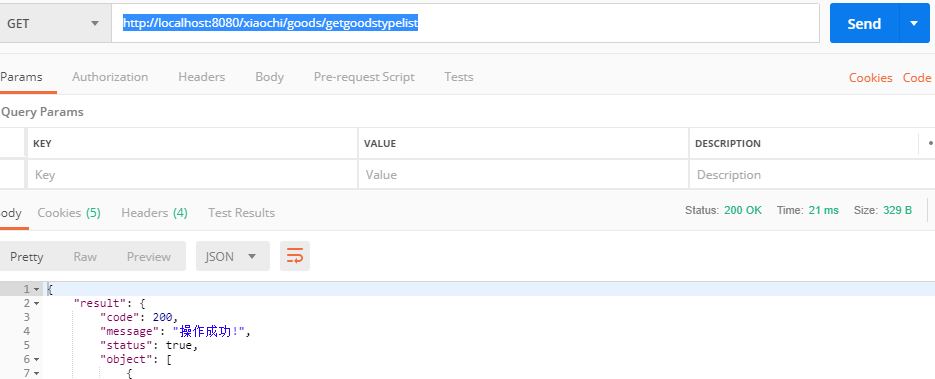 GET http://localhost:8080/xiaochi/goods/getgoodstypelist Send
Params Authorization Headers Body Pre-request Script Tests Cookies Code
Query Params
KEY VALUE DESCRIPTION
Key Value Description
ody Cookies (5) Headers (4) Test Results Status: 200 OK Time: 21 ms Size: 329 B
Pretty Raw Preview JSON
1 {
2 "result": {
3 "code": 200,
4 "message": "操作成功!",
5 "status": true,
6 "object": [
7 {